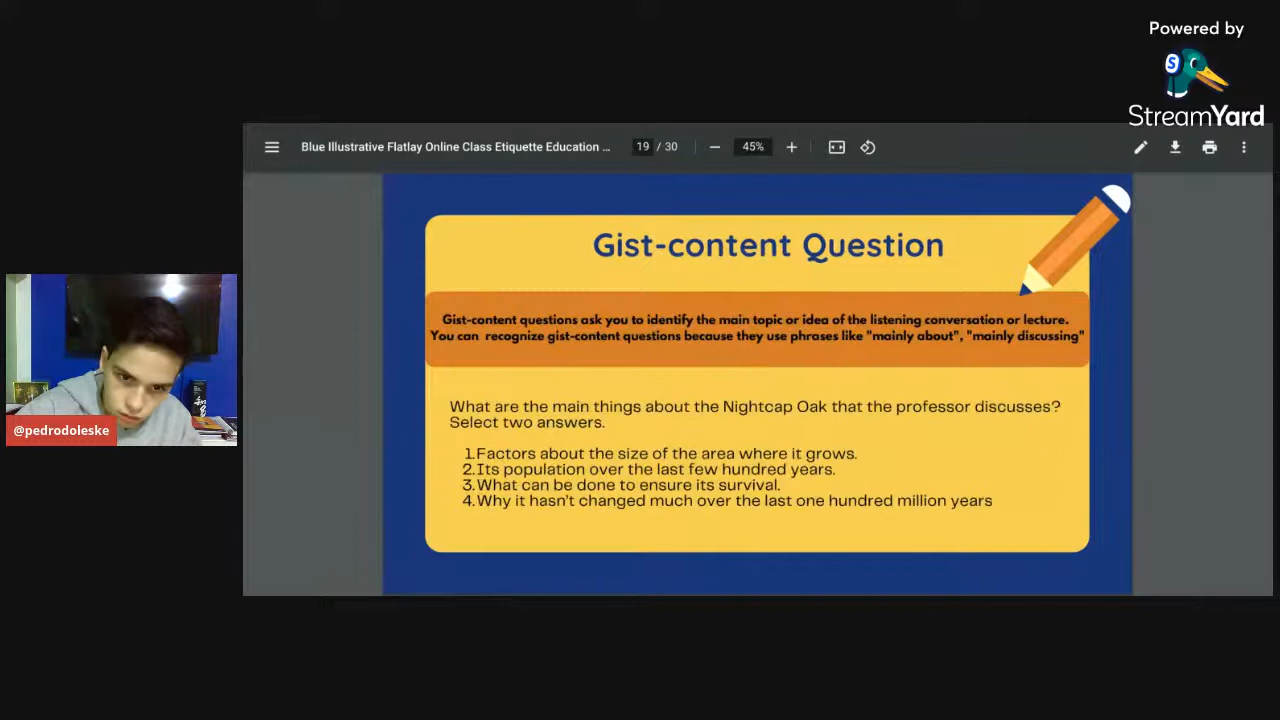 Powered by
StreamYard
Blue Illustrative Flatlay Online Class Etiquette Education ... 19 / 30 45%
Gist-content Question
Gist-content questions ask you to identify the main topic or idea of the listening conversation or lecture.
You can recognize gist-content questions because they use phrases like "mainly about", "mainly discussing"
What are the main things about the Nightcap Oak that the professor discusses?
Select two answers.
1.Factors about the size of the area where it grows.
2.Its population over the last few hundred years.
3.What can be done to ensure its survival.
4.Why it hasn't changed much over the last one hundred million years
@pedrodoleske